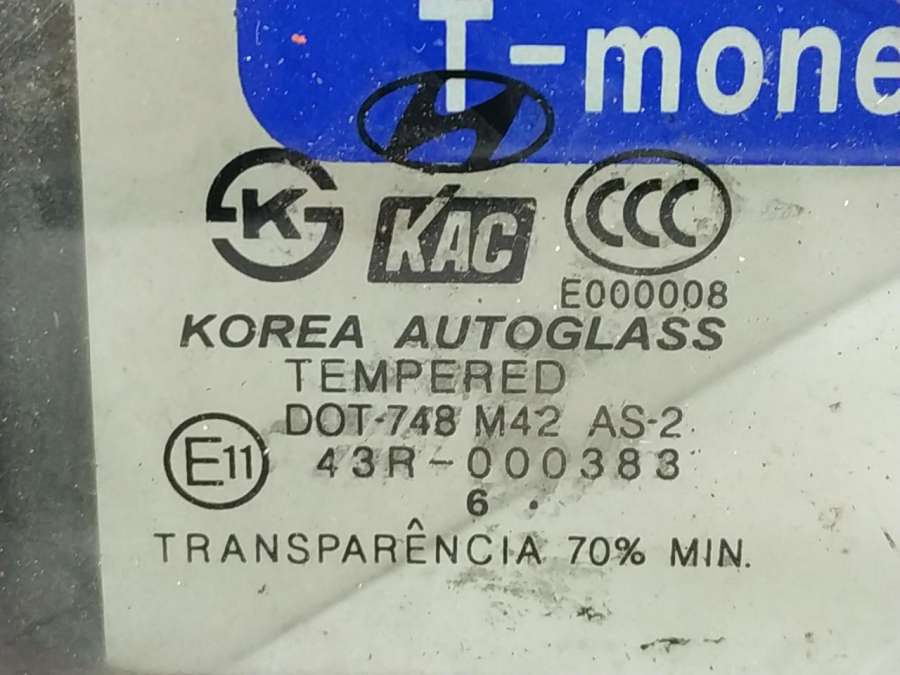 T-mone
K
KAC
CCC
E000008
KOREA AUTOGLASS
TEMPERED
DOT-748 M42 AS-2
E11
43R-000383
6 .
TRANSPARÊNCIA 70% MIN.